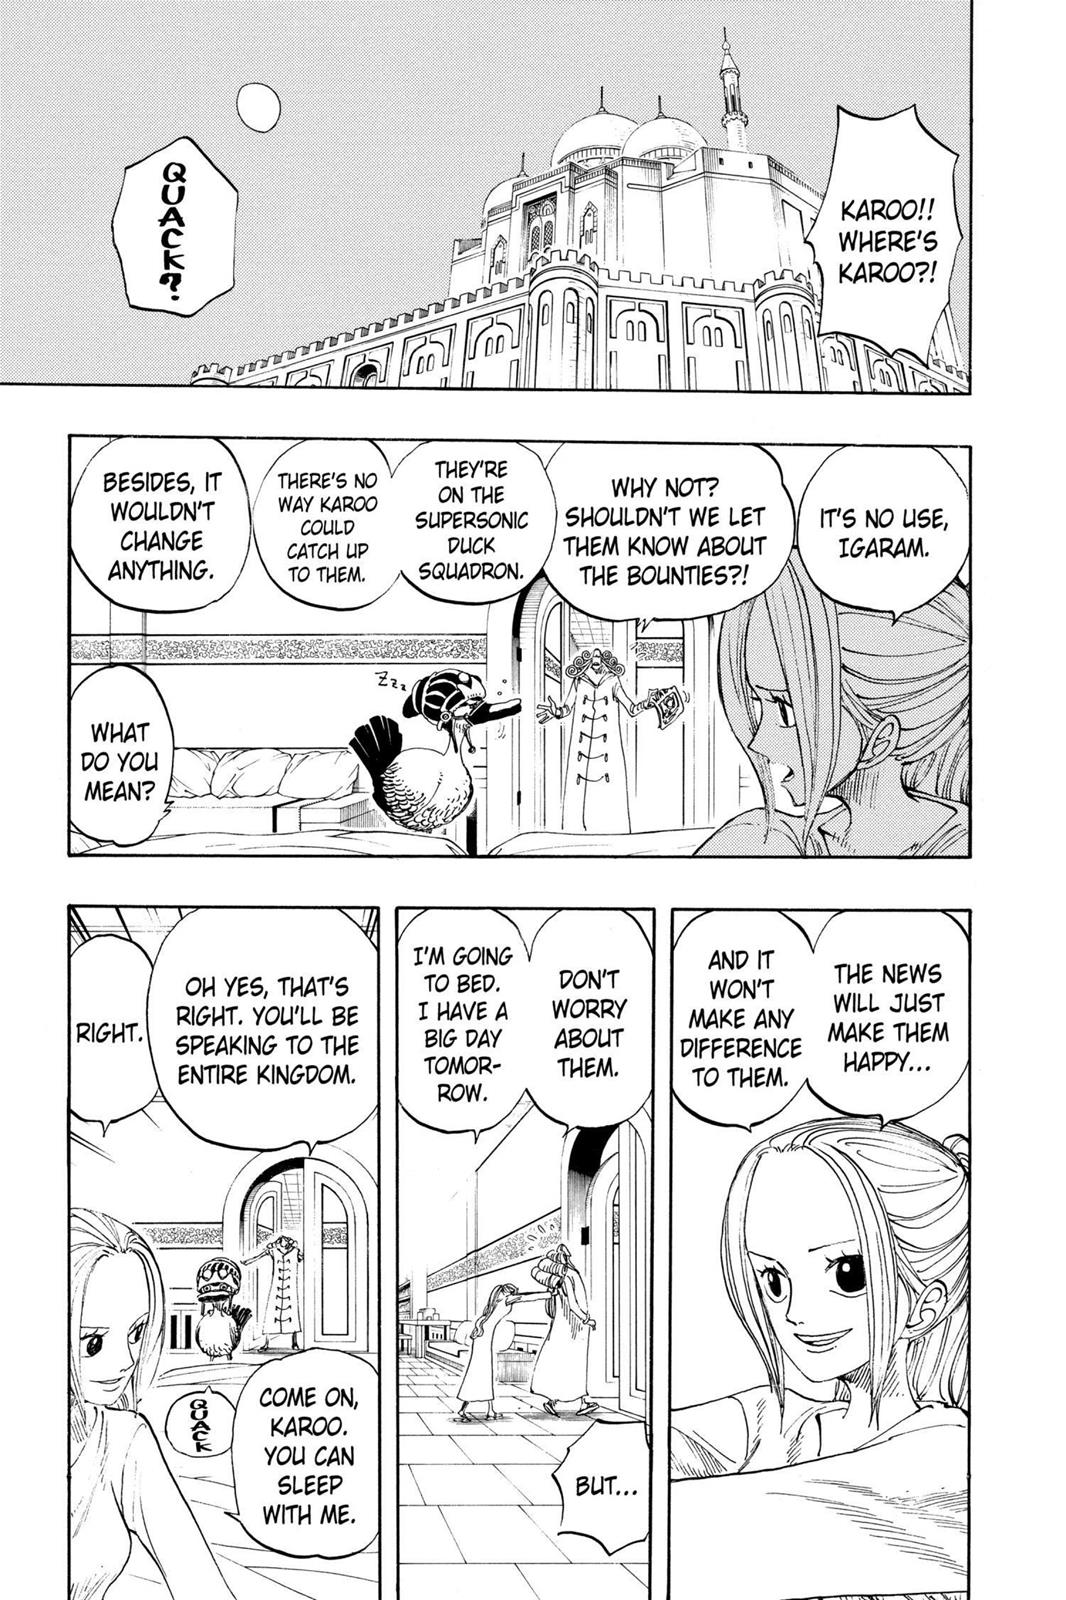 KAROO!!
WHERE'S
KAROO?!
QUACK?
IT'S NO USE,
IGARAM.
WHY NOT?
SHOULDN'T WE LET
THEM KNOW ABOUT
THE BOUNTIES?!
THEY'RE
ON THE
SUPERSONIC
DUCK
SQUADRON.
THERE'S NO
WAY KAROO
COULD
CATCH UP
TO THEM.
BESIDES, IT
WOULDN'T
CHANGE
ANYTHING.
ZZZ
WHAT
DO YOU
MEAN?
THE NEWS
WILL JUST
MAKE THEM
HAPPY...
AND IT
WON'T
MAKE ANY
DIFFERENCE
TO THEM.
DON'T
WORRY
ABOUT
THEM.
I'M GOING
TO BED.
I HAVE A
BIG DAY
TOMOR-
ROW.
BUT...
OH YES, THAT'S
RIGHT. YOU'LL BE
SPEAKING TO THE
ENTIRE KINGDOM.
RIGHT.
COME ON,
KAROO.
YOU CAN
SLEEP
WITH ME.
QUACK